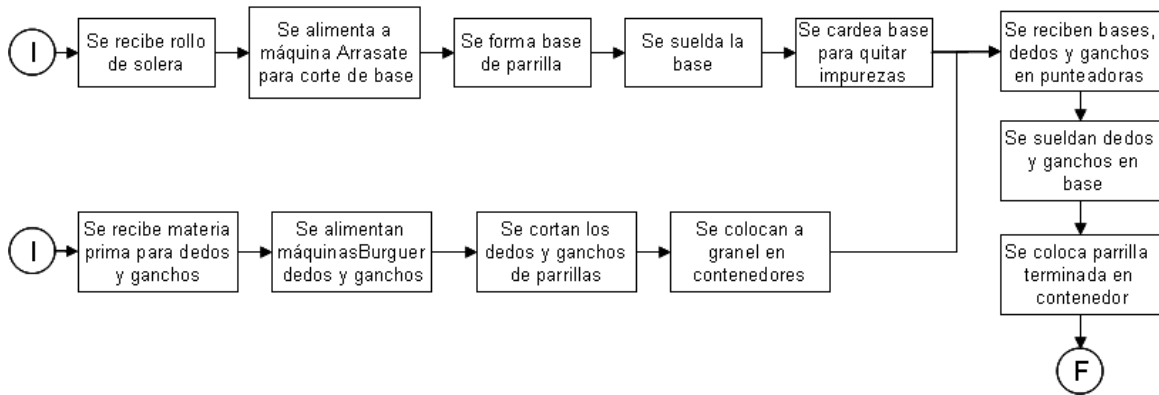 I
Se recibe rollo
de solera
Se alimenta a
máquina Arrasate
para corte de base
Se forma base
de parrilla
Se suelda la
base
Se cardea base
para quitar
impurezas
Se reciben bases,
dedos y ganchos
en punteadoras
Se sueldan dedos
y ganchos en
base
I
Se recibe materia
prima para dedos
y ganchos
Se alimentan
máquinasBurguer
dedos y ganchos
Se cortan los
dedos y ganchos
de parrillas
Se colocan a
granel en
contenedores
Se coloca parrilla
terminada en
contenedor
F